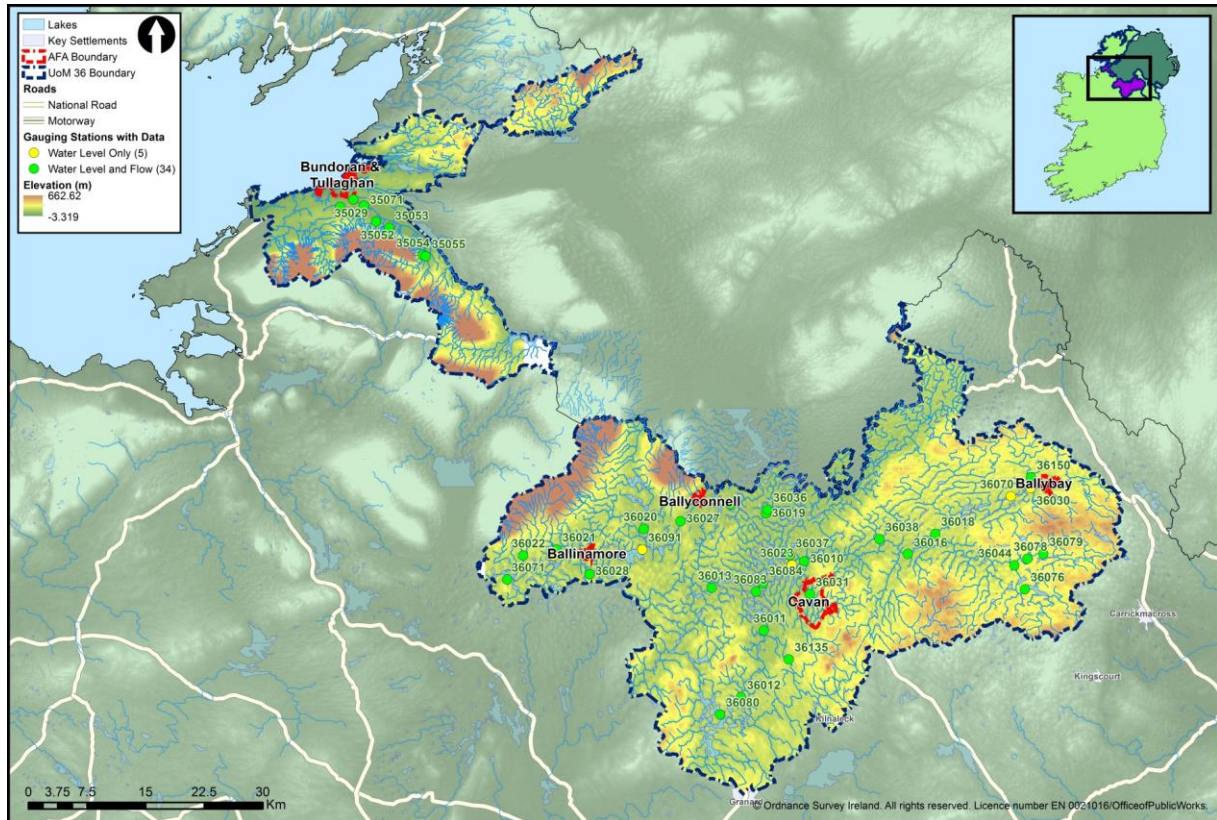 Lakes
Key Settlements
AFA Boundary
UoM 36 Boundary
Roads
National Road
Motorway
Gauging Stations with Data
Water Level Only (5)
Water Level and Flow (34)
Elevation (m)
662.62
-3.319
Bundoran &
Tullaghan
35071
35029
35053
35052
35054
35055
36150
36070
Ballybay
36030
Ballyconnell
36036
36019
36020
36027
36018
36038
36021
36091
36037
36022
Ballinamore
36023
36010
36016
36044
36078
36079
36071
36028
36084
36013
36083
36031
36076
Cavan
36011
Carrickmacross
36135
Kingscourt
36012
36080
Kilnaleck
Granard
0 3.75 7.5 15 22.5 30
Km
© Ordnance Survey Ireland. All rights reserved. Licence number EN 0021016/OfficeofPublicWorks.